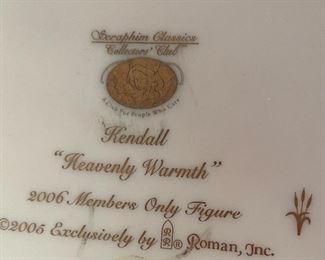 Seraphim Classics
Collectors' Club™
A Club For People Who Care
Kendall
"Heavenly Warmth"
2006 Members Only Figure
©2005 Exclusively by R® Roman, Inc.